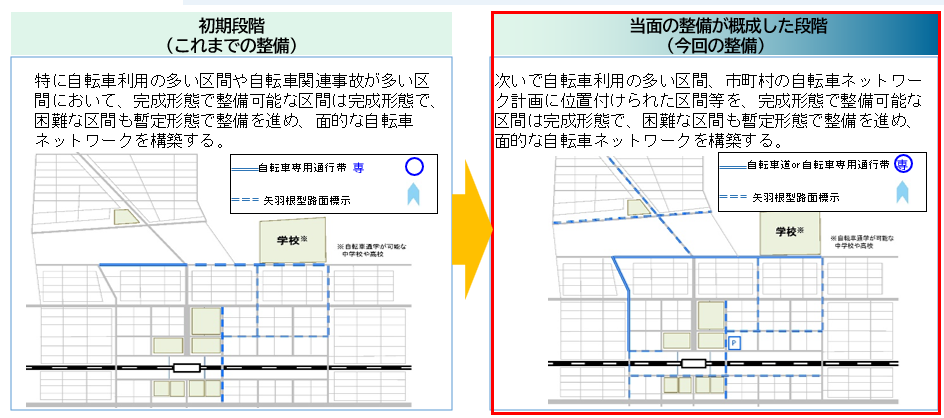 初期段階
（これまでの整備）
特に自転車利用の多い区間や自転車関連事故が多い区
間において、完成形態で整備可能な区間は完成形態で、
困難な区間も暫定形態で整備を進め、面的な自転車
ネットワークを構築する。
自転車専用通行帯 専
矢羽根型路面標示
学校※
※自転車通学が可能な
中学校や高校
当面の整備が概成した段階
（今回の整備）
次いで自転車利用の多い区間、市町村の自転車ネットワー
ク計画に位置付けられた区間等を、完成形態で整備可能な
区間は完成形態で、困難な区間も暫定形態で整備を進め、
面的な自転車ネットワークを構築する。
自転車道or自転車専用通行帯 専
矢羽根型路面標示
学校※
※自転車通学が可能な
中学校や高校
P